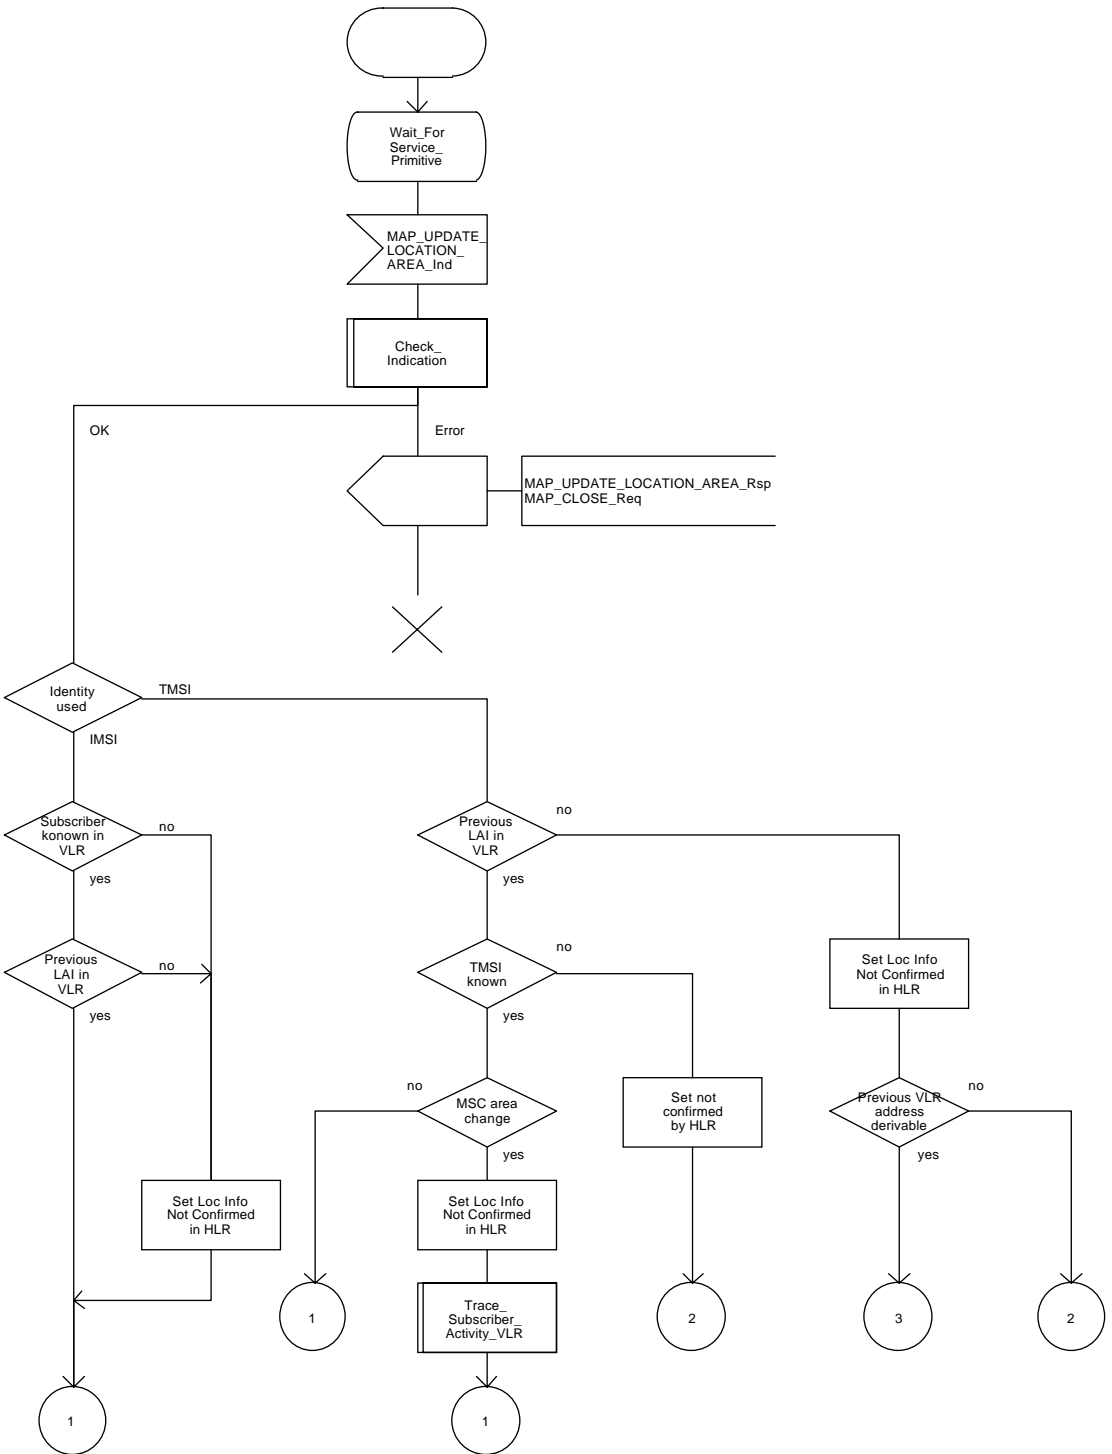 Wait_For
Service_
Primitive
MAP_UPDATE_
LOCATION_
AREA_Ind
Check_
Indication
OK
Error
MAP_UPDATE_LOCATION_AREA_Rsp
MAP_CLOSE_Req
Identity
used
TMSI
IMSI
Subscriber
konown in
VLR
no
yes
Previous
LAI in
VLR
no
yes
Previous
LAI in
VLR
no
yes
TMSI
known
no
yes
Set Loc Info
Not Confirmed
in HLR
MSC area
change
no
yes
Set not
confirmed
by HLR
Previous VLR
address
derivable
no
yes
Set Loc Info
Not Confirmed
in HLR
Set Loc Info
Not Confirmed
in HLR
Trace_
Subscriber_
Activity_VLR
1
2
3
2
1
1